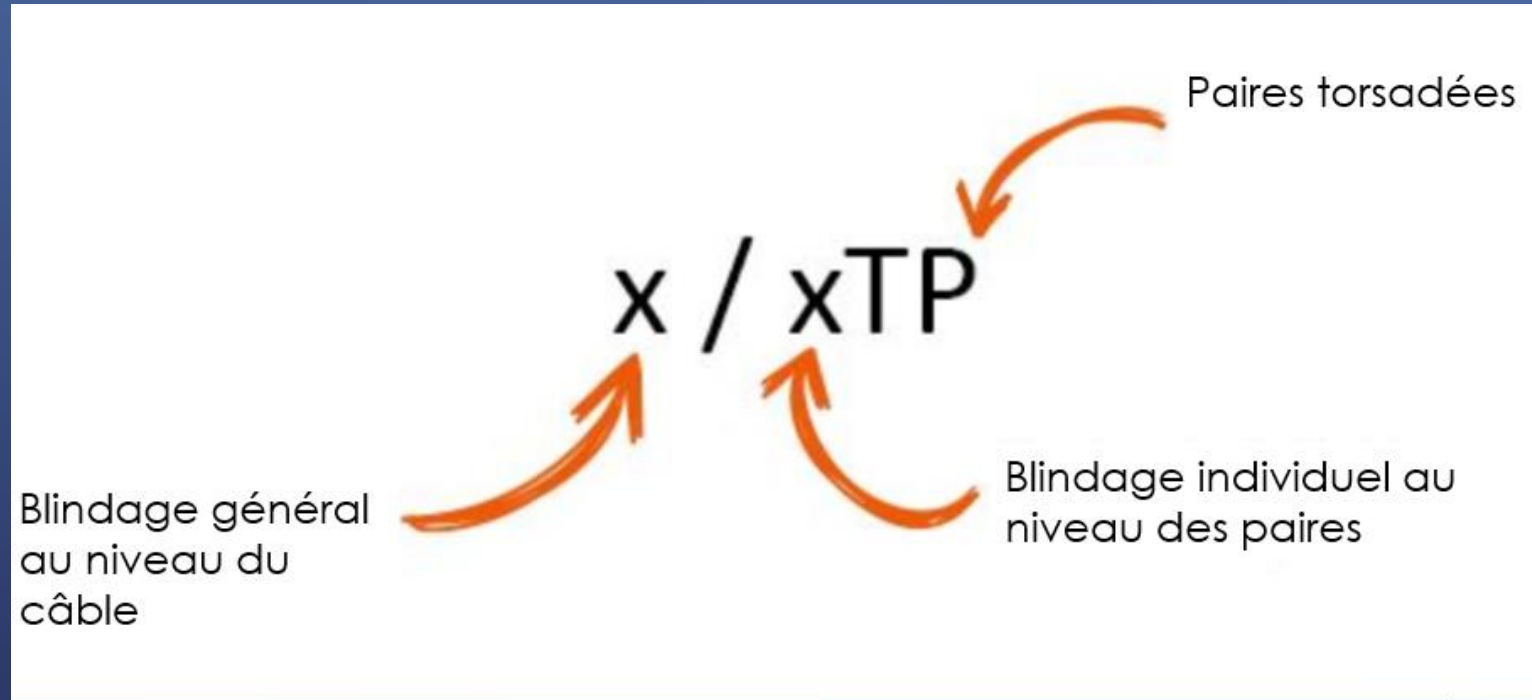 Paires torsadées
x / xTP
Blindage général
au niveau du
câble
Blindage individuel au
niveau des paires